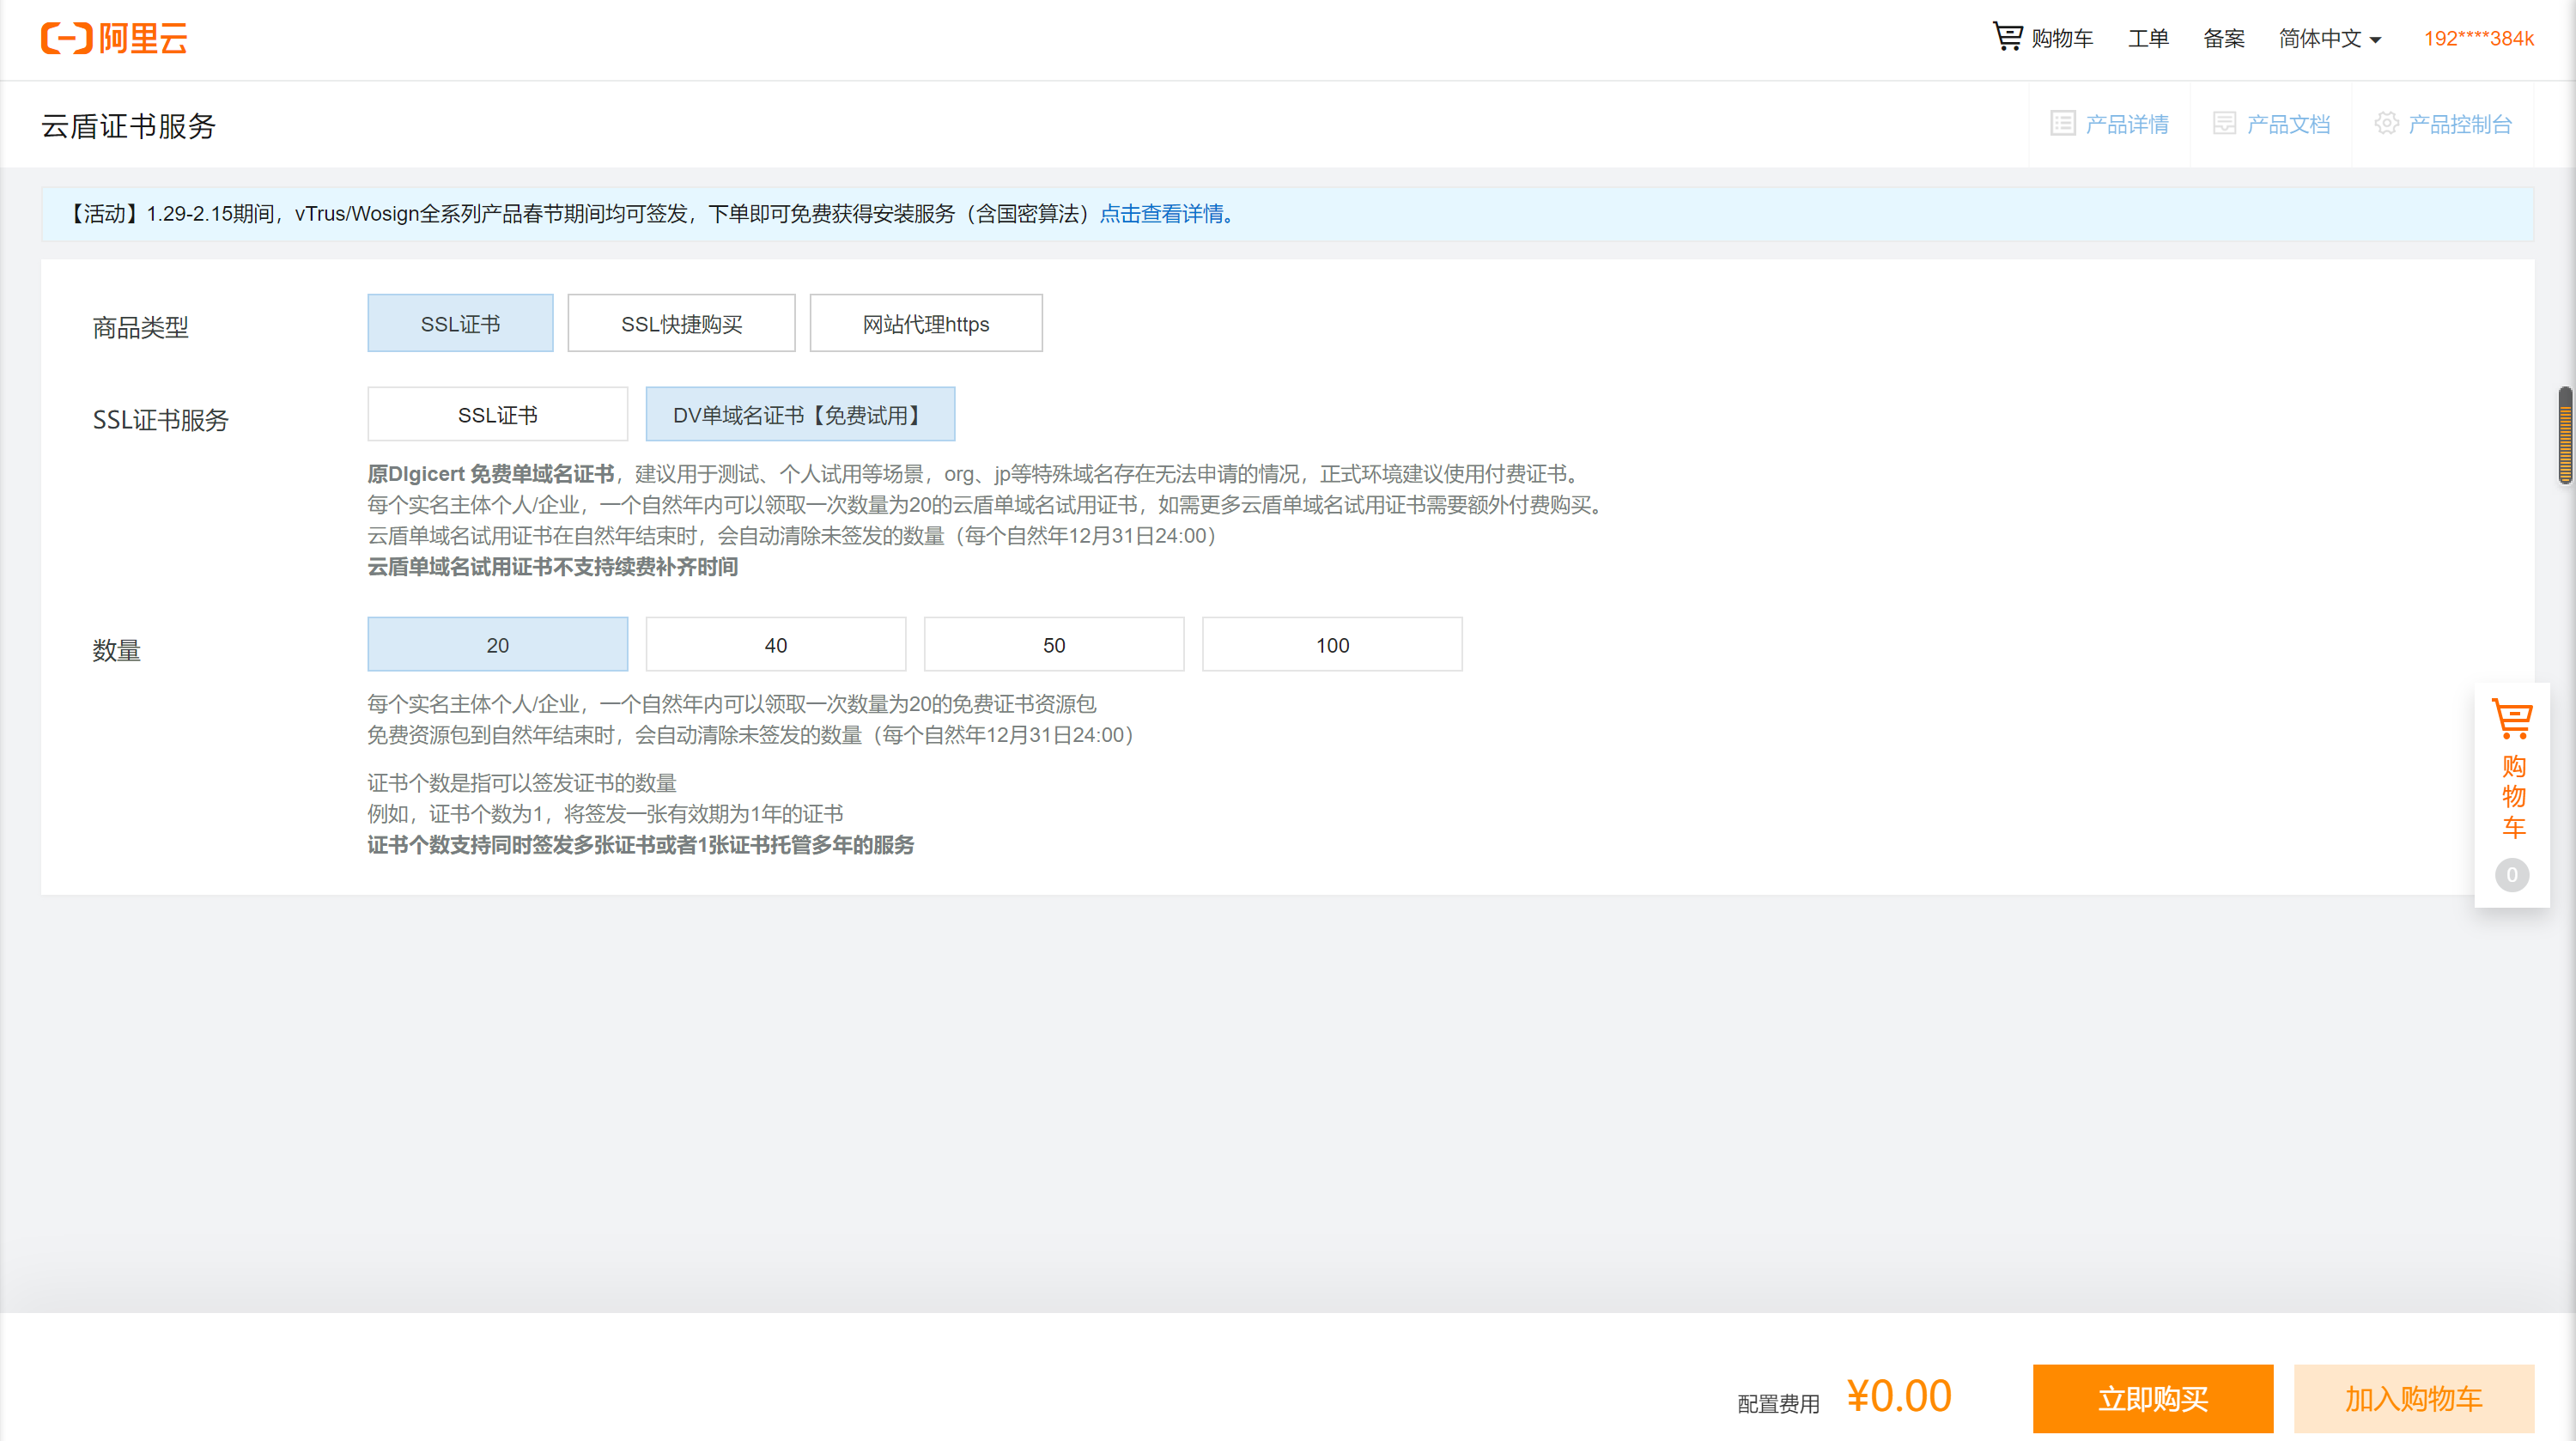 阿里云
购物车 工单 备案 简体中文 192****384k
云盾证书服务
产品详情 产品文档 产品控制台
【活动】1.29-2.15期间，vTrus/Wosign全系列产品春节期间均可签发，下单即可免费获得安装服务（含国密算法）点击查看详情。
商品类型 SSL证书 SSL快捷购买 网站代理https
SSL证书服务 SSL证书 DV单域名证书【免费试用】
原DIgicert 免费单域名证书，建议用于测试、个人试用等场景，org、jp等特殊域名存在无法申请的情况，正式环境建议使用付费证书。
每个实名主体个人/企业，一个自然年内可以领取一次数量为20的云盾单域名试用证书，如需更多云盾单域名试用证书需要额外付费购买。
云盾单域名试用证书在自然年结束时，会自动清除未签发的数量（每个自然年12月31日24:00）
云盾单域名试用证书不支持续费补齐时间
数量 20 40 50 100
每个实名主体个人/企业，一个自然年内可以领取一次数量为20的免费证书资源包
免费资源包到自然年结束时，会自动清除未签发的数量（每个自然年12月31日24:00）
证书个数是指可以签发证书的数量
例如，证书个数为1，将签发一张有效期为1年的证书
证书个数支持同时签发多张证书或者1张证书托管多年的服务
购
物
车
0
配置费用 ¥0.00 立即购买 加入购物车